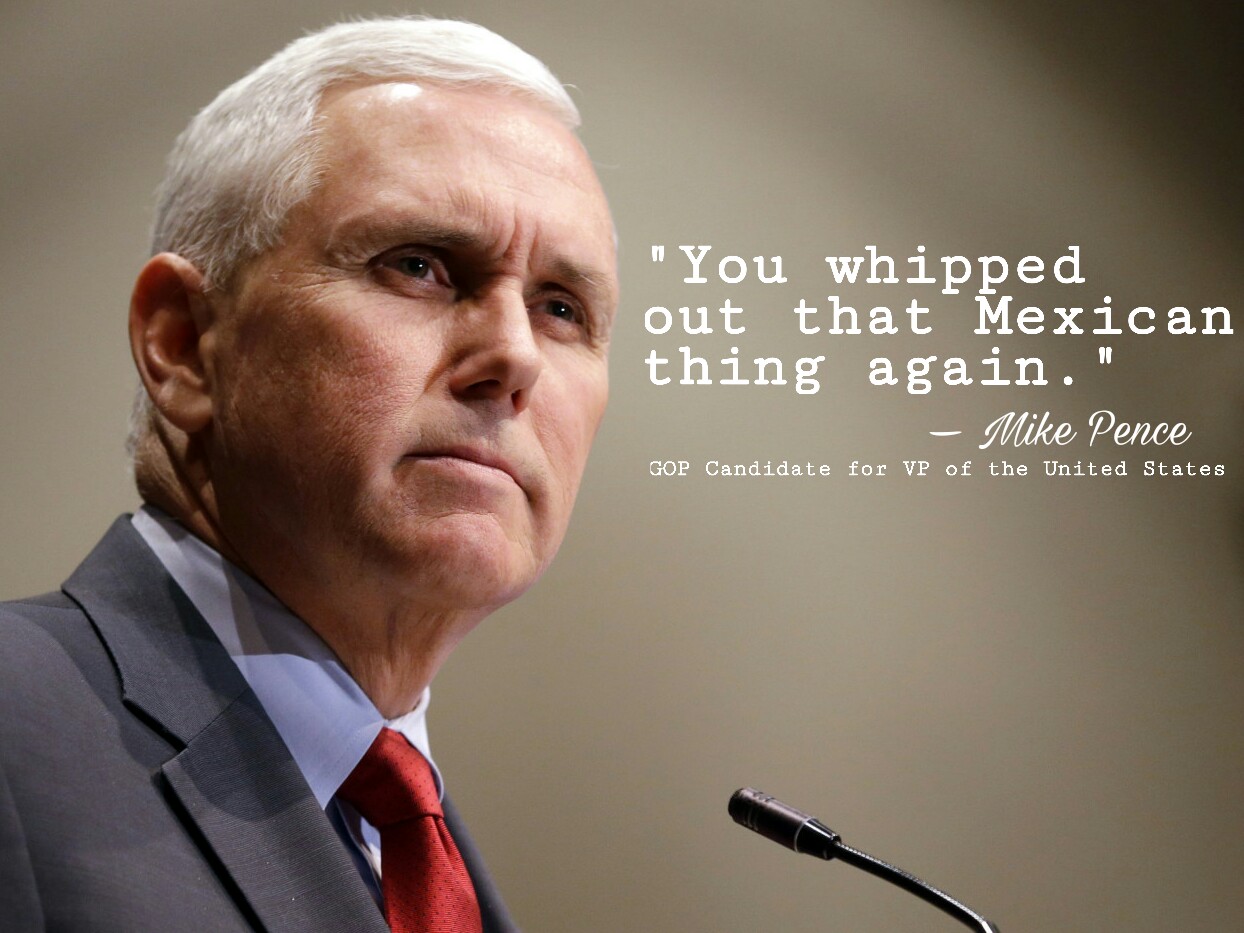 "You whipped
out that Mexican
thing again."
— Mike Pence
GOP Candidate for VP of the United States